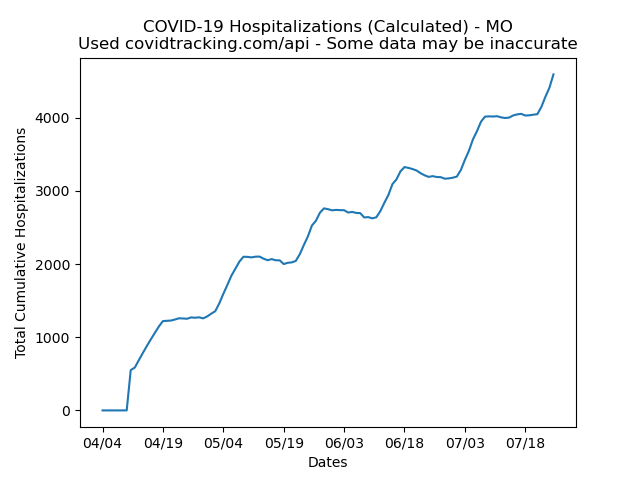 COVID-19 Hospitalizations (Calculated) - MO
Used covidtracking.com/api - Some data may be inaccurate
Total Cumulative Hospitalizations
4000
3000
2000
1000
0
04/04 04/19 05/04 05/19 06/03 06/18 07/03 07/18
Dates